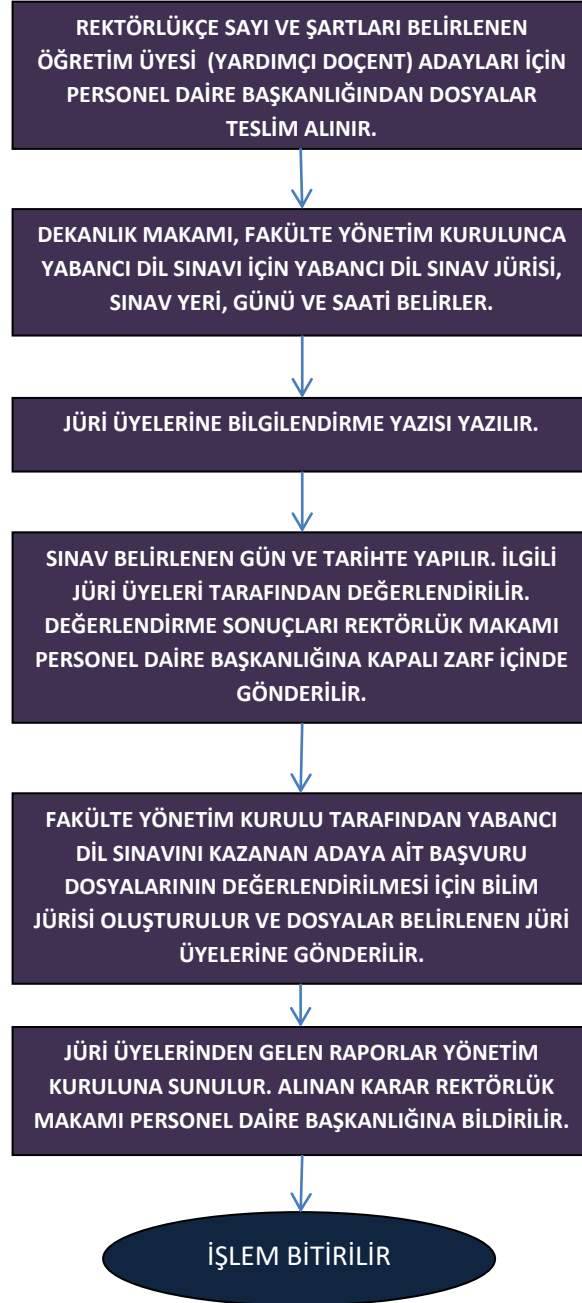 REKTÖRLÜKÇE SAYI VE ŞARTLARI BELİRLENEN
ÖĞRETİM ÜYESİ (YARDIMÇI DOÇENT) ADAYLARI İÇİN
PERSONEL DAİRE BAŞKANLIĞINDAN DOSYALAR
TESLİM ALINIR.
DEKANLIK MAKAMI, FAKÜLTE YÖNETİM KURULUNCA
YABANCI DİL SINAVI İÇİN YABANCI DİL SINAV JÜRİSİ,
SINAV YERİ, GÜNÜ VE SAATİ BELİRLER.
JÜRİ ÜYELERİNE BİLGİLENDİRME YAZISI YAZILIR.
SINAV BELİRLENEN GÜN VE TARİHTE YAPILIR. İLGİLİ
JÜRİ ÜYELERİ TARAFINDAN DEĞERLENDİRİLİR.
DEĞERLENDİRME SONUÇLARI REKTÖRLÜK MAKAMI
PERSONEL DAİRE BAŞKANLIĞINA KAPALI ZARF İÇİNDE
GÖNDERİLİR.
FAKÜLTE YÖNETİM KURULU TARAFINDAN YABANCI
DİL SINAVINI KAZANAN ADAYA AİT BAŞVURU
DOSYALARININ DEĞERLENDİRİLMESİ İÇİN BİLİM
JÜRİSİ OLUŞTURULUR VE DOSYALAR BELİRLENEN JÜRİ
ÜYELERİNE GÖNDERİLİR.
JÜRİ ÜYELERİNDEN GELEN RAPORLAR YÖNETİM
KURULUNA SUNULUR. ALINAN KARAR REKTÖRLÜK
MAKAMI PERSONEL DAİRE BAŞKANLIĞINA BİLDİRİLİR.
İŞLEM BİTİRİLİR